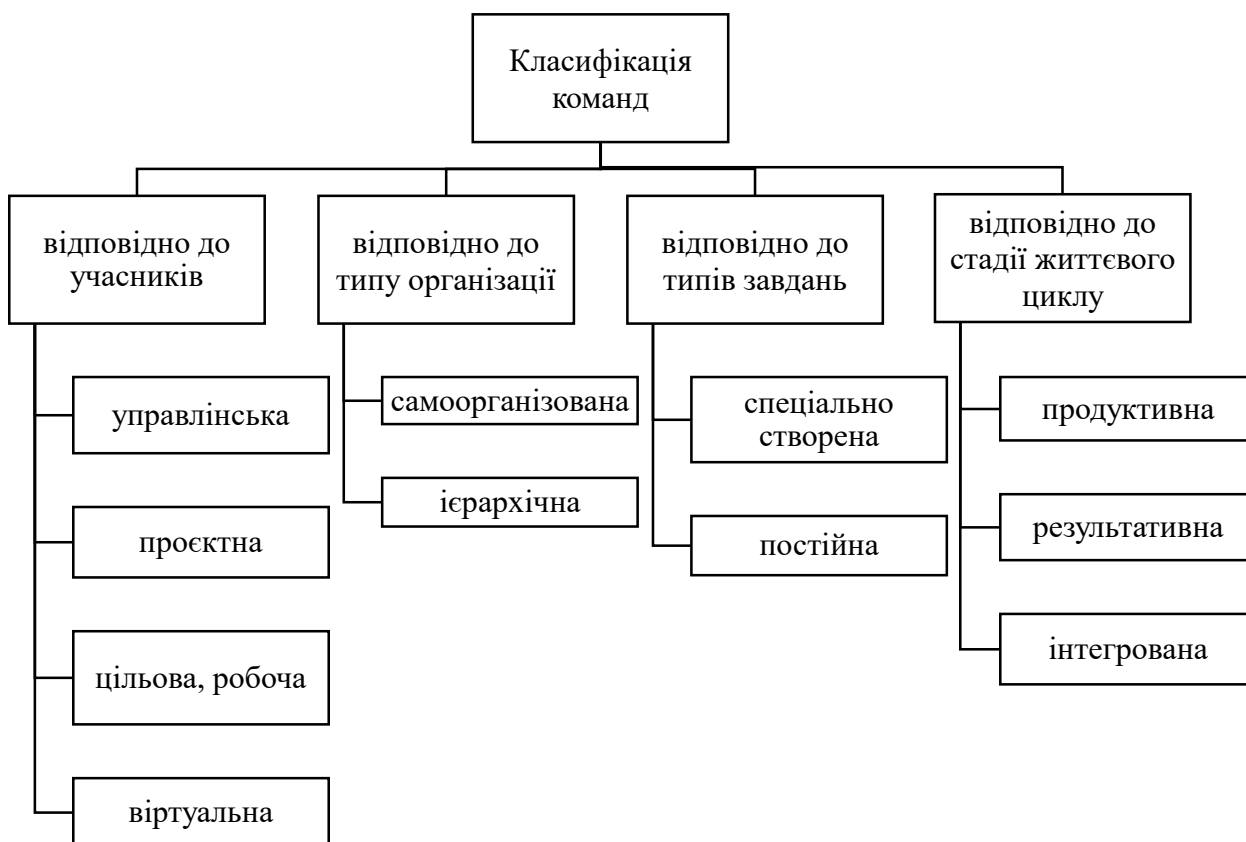 Класифікація
команд
відповідно до
учасників
відповідно до
типу організації
відповідно до
типів завдань
відповідно до
стадії життєвого
циклу
управлінська
проєктна
цільова, робоча
віртуальна
самоорганізована
ієрархічна
спеціально
створена
постійна
продуктивна
результативна
інтегрована